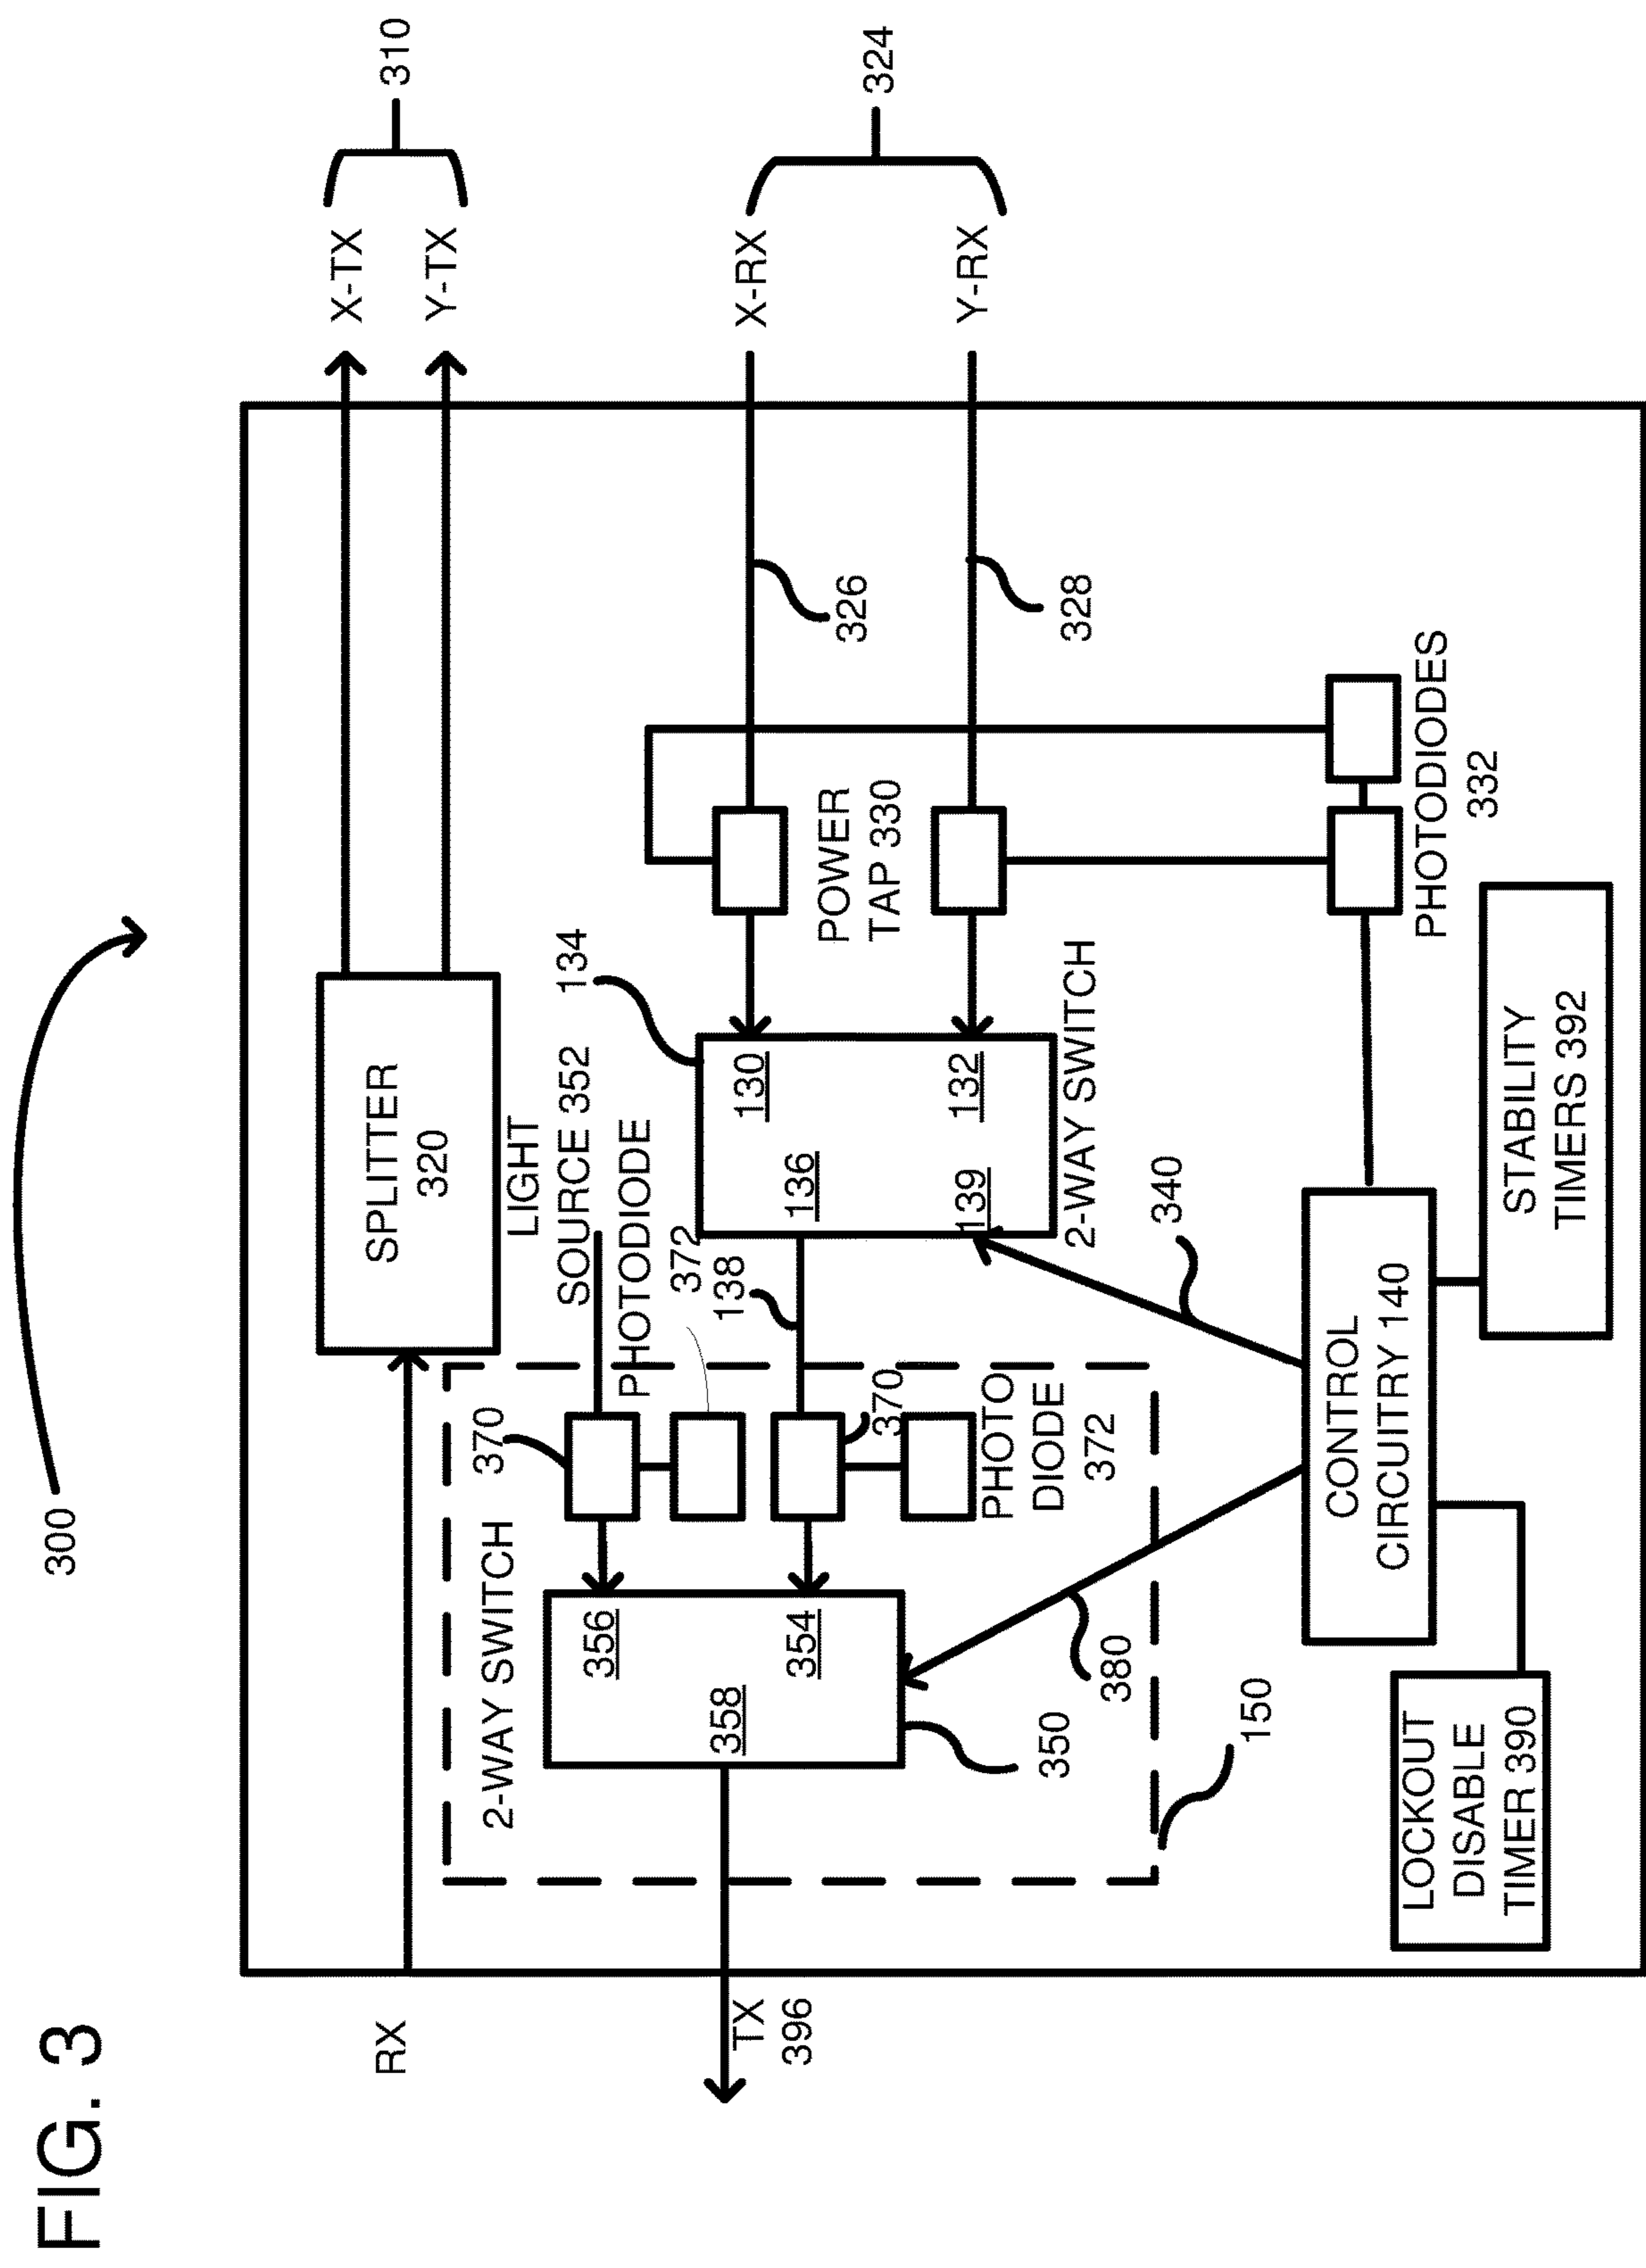 FIG. 3
300
RX
SPLITTER
320
X-TX
Y-TX
310
2-WAY SWITCH
370
LIGHT
SOURCE 352
PHOTODIODE
372
134
356
354
358
138
370
PHOTO
DIODE
372
130
132
136
139
2-WAY SWITCH
POWER
TAP 330
X-RX
Y-RX
324
326
328
TX
396
350
380
150
340
CONTROL
CIRCUITRY 140
PHOTODIODES
332
LOCKOUT
DISABLE
TIMER 390
STABILITY
TIMERS 392